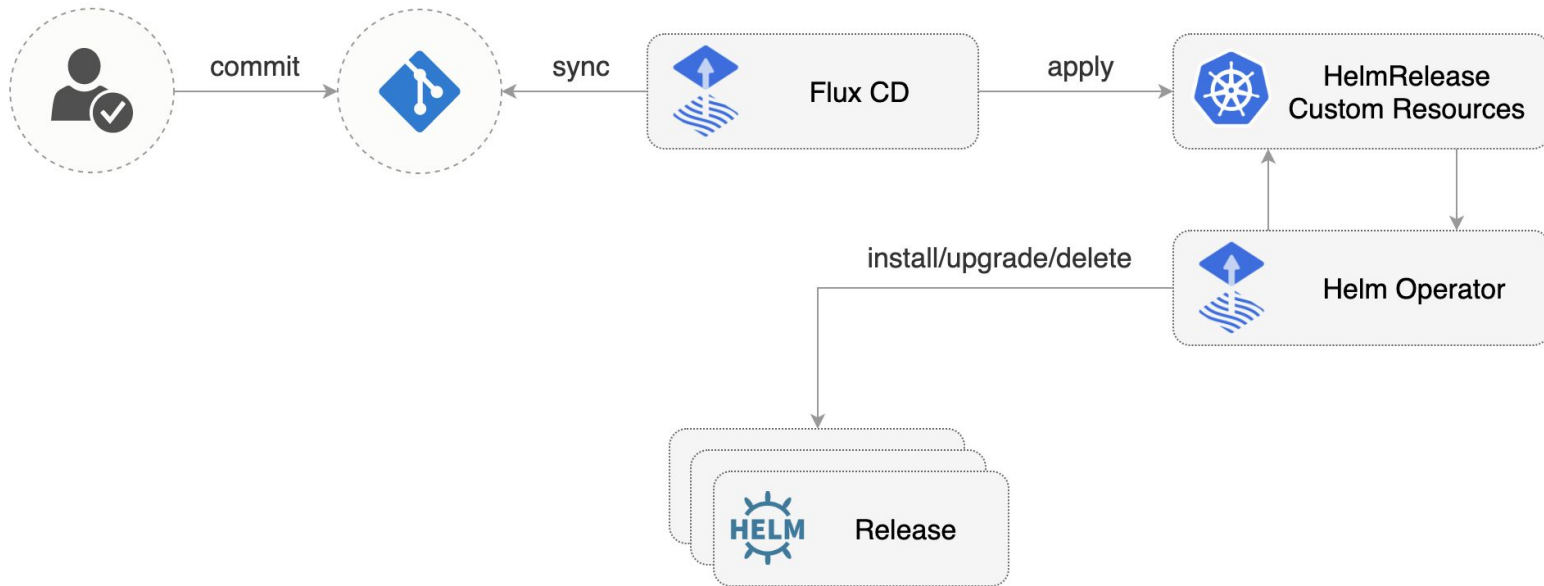 commit
sync
Flux CD
apply
HelmRelease
Custom Resources
install/upgrade/delete
Helm Operator
HELM
Release